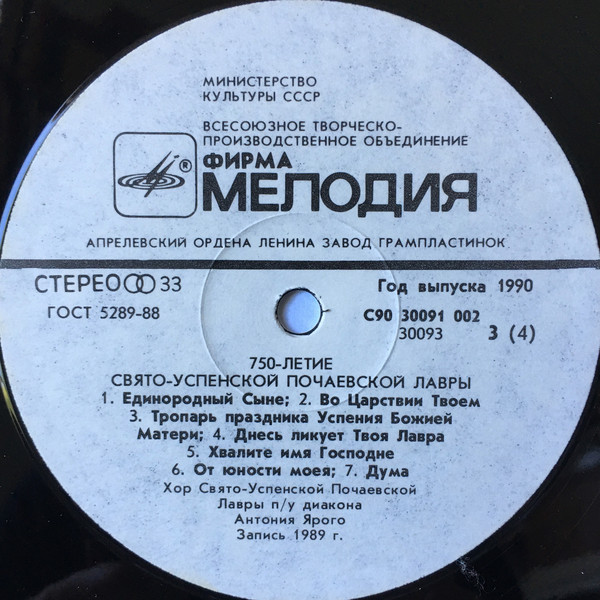 МИНИСТЕРСТВО
КУЛЬТУРЫ СССР
ВСЕСОЮЗНОЕ ТВОРЧЕСКО-
ПРОИЗВОДСТВЕННОЕ ОБЪЕДИНЕНИЕ
ФИРМА
® МЕЛОДИЯ
АПРЕЛЕВСКИЙ ОРДЕНА ЛЕНИНА ЗАВОД ГРАМПЛАСТИНОК
СТЕРЕО 33 Год выпуска 1990
ГОСТ 5289-88 С90 30091 002
30093 3 (4)
750-ЛЕТИЕ
СВЯТО-УСПЕНСКОЙ ПОЧАЕВСКОЙ ЛАВРЫ
1. Единородный Сыне; 2. Во Царствии Твоем
3. Тропарь праздника Успения Божией
Матери; 4. Днесь ликует Твоя Лавра
5. Хвалите имя Господне
6. От юности моея; 7. Дума
Хор Свято-Успенской Почаевской
Лавры п/у диакона
Антония Ярого
Запись 1989 г.